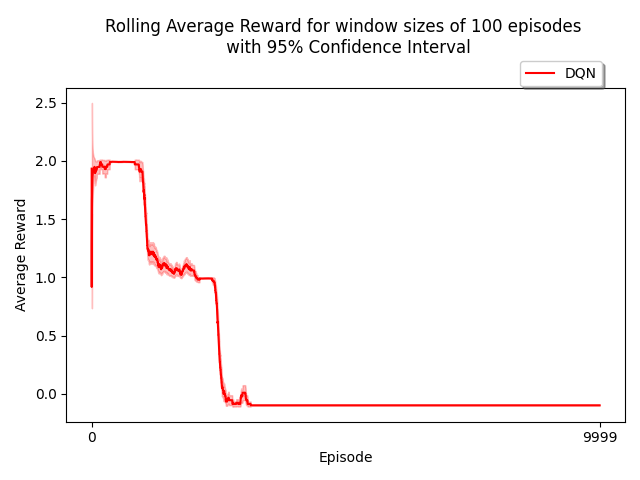 Rolling Average Reward for window sizes of 100 episodes
with 95% Confidence Interval
DQN
2.5
2.0
1.5
1.0
0.5
0.0
Average Reward
0
9999
Episode